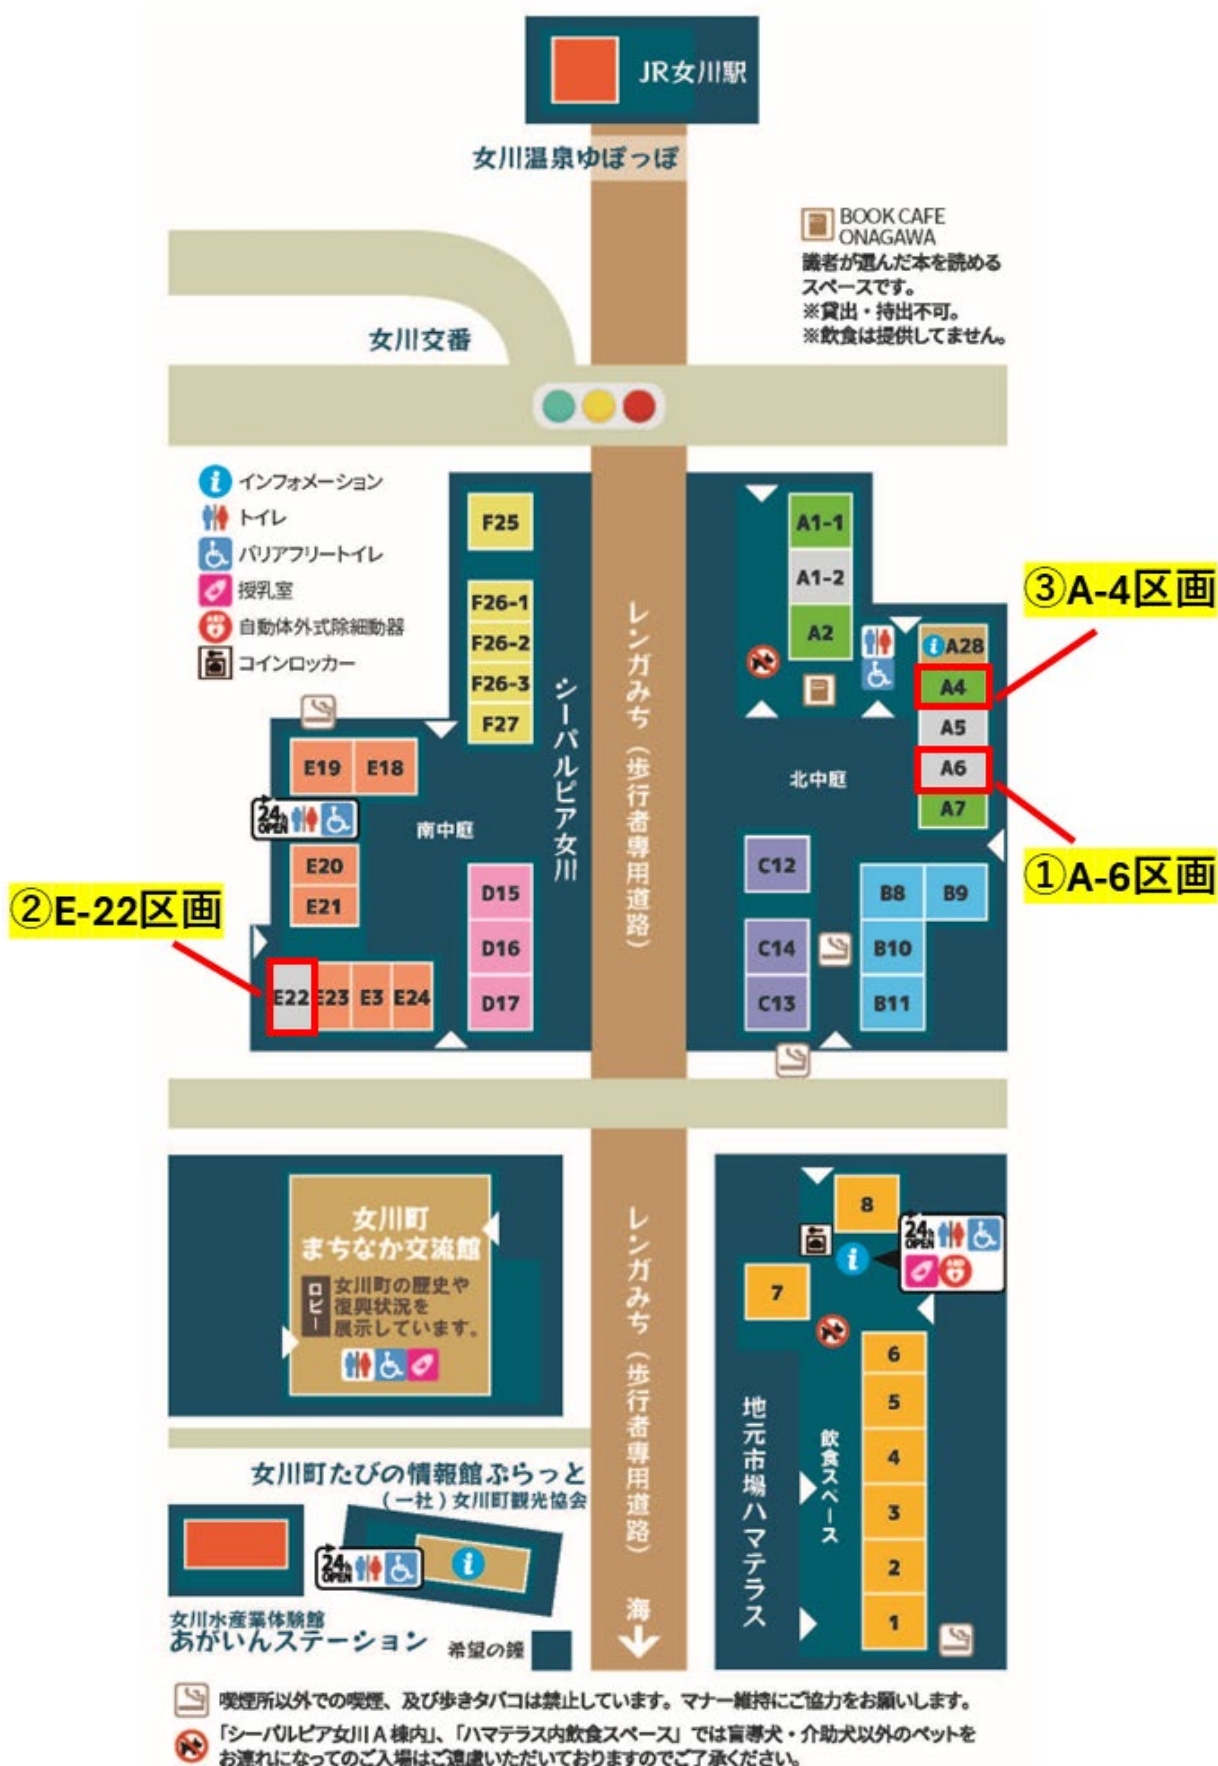 JR女川駅
女川温泉ゆぽっぽ
BOOK CAFE
ONAGAWA
識者が選んだ本を読める
スペースです。
※貸出・持出不可。
※飲食は提供してません。
女川交番
インフォメーション
トイレ
バリアフリートイレ
授乳室
自動体外式除細動器
コインロッカー
F25
F26-1
F26-2
F26-3
F27
シーパルピア女川
レンガみち（歩行者専用道路）
A1-1
A1-2
A2
A28
A4
A5
A6
A7
③A-4区画
①A-6区画
北中庭
E19
E18
24h
OPEN
南中庭
E20
E21
②E-22区画
E22
E23
E3
E24
D15
D16
D17
C12
C14
C13
B8
B9
B10
B11
女川町
まちなか交流館
ロビー
女川町の歴史や
復興状況を
展示しています。
レンガみち（歩行者専用道路）
海
8
24h
OPEN
AED
7
6
5
4
3
2
1
地元市場ハマテラス
飲食スペース
女川町たびの情報館ぷらっと
（一社）女川町観光協会
24h
OPEN
女川水産業体験館
あがいんステーション
希望の鐘
喫煙所以外での喫煙、及び歩きタバコは禁止しています。マナー維持にご協力をお願いします。
「シーパルピア女川 A 棟内」、「ハマテラス内飲食スペース」では盲導犬・介助犬以外のペットを
お連れになってのご入場はご遠慮いただいておりますのでご了承ください。